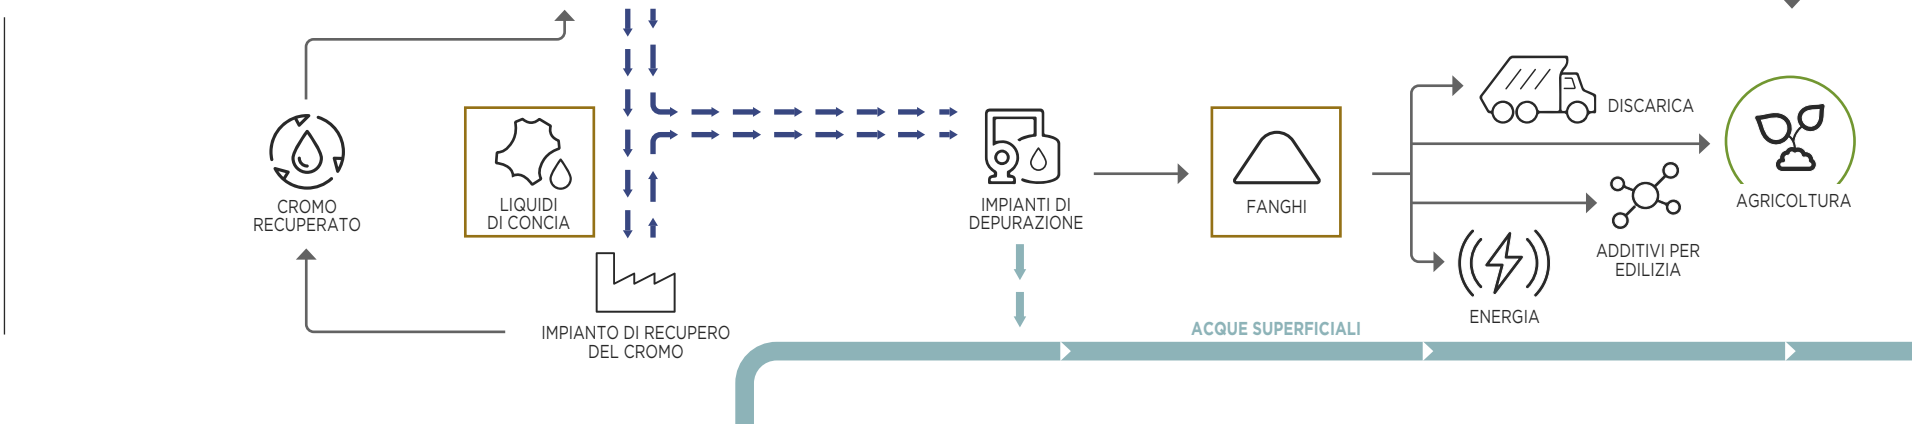 DISCARICA
CROMO
RECUPERATO
LIQUIDI
DI CONCIA
IMPIANTI DI
DEPURAZIONE
FANGHI
AGRICOLTURA
ADDITIVI PER
EDILIZIA
ENERGIA
IMPIANTO DI RECUPERO
DEL CROMO
ACQUE SUPERFICIALI